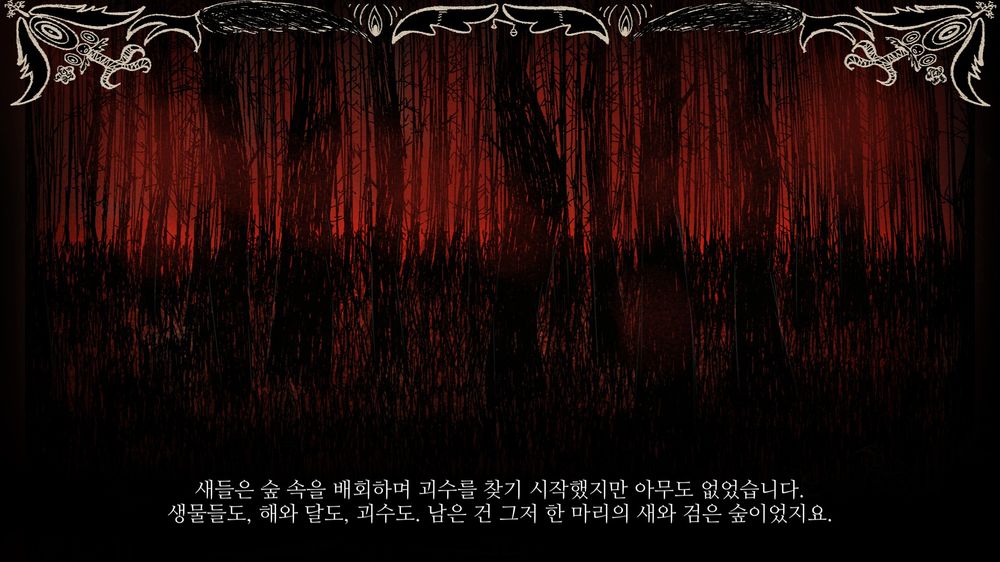 새들은 숲 속을 배회하며 괴수를 찾기 시작했지만 아무도 없었습니다.
생물들도, 해와 달도, 괴수도. 남은 건 그저 한 마리의 새와 검은 숲이었지요.